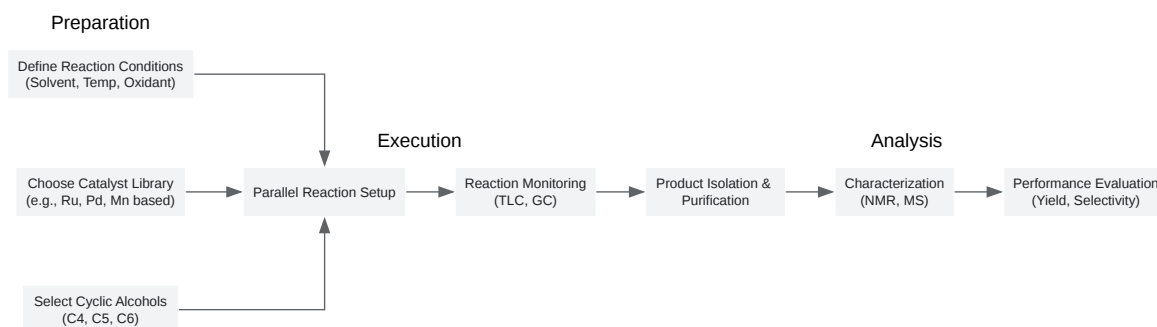 Preparation
Define Reaction Conditions
(Solvent, Temp, Oxidant)
Execution
Analysis
Choose Catalyst Library
(e.g., Ru, Pd, Mn based)
Parallel Reaction Setup
Reaction Monitoring
(TLC, GC)
Product Isolation &
Purification
Characterization
(NMR, MS)
Performance Evaluation
(Yield, Selectivity)
Select Cyclic Alcohols
(C4, C5, C6)